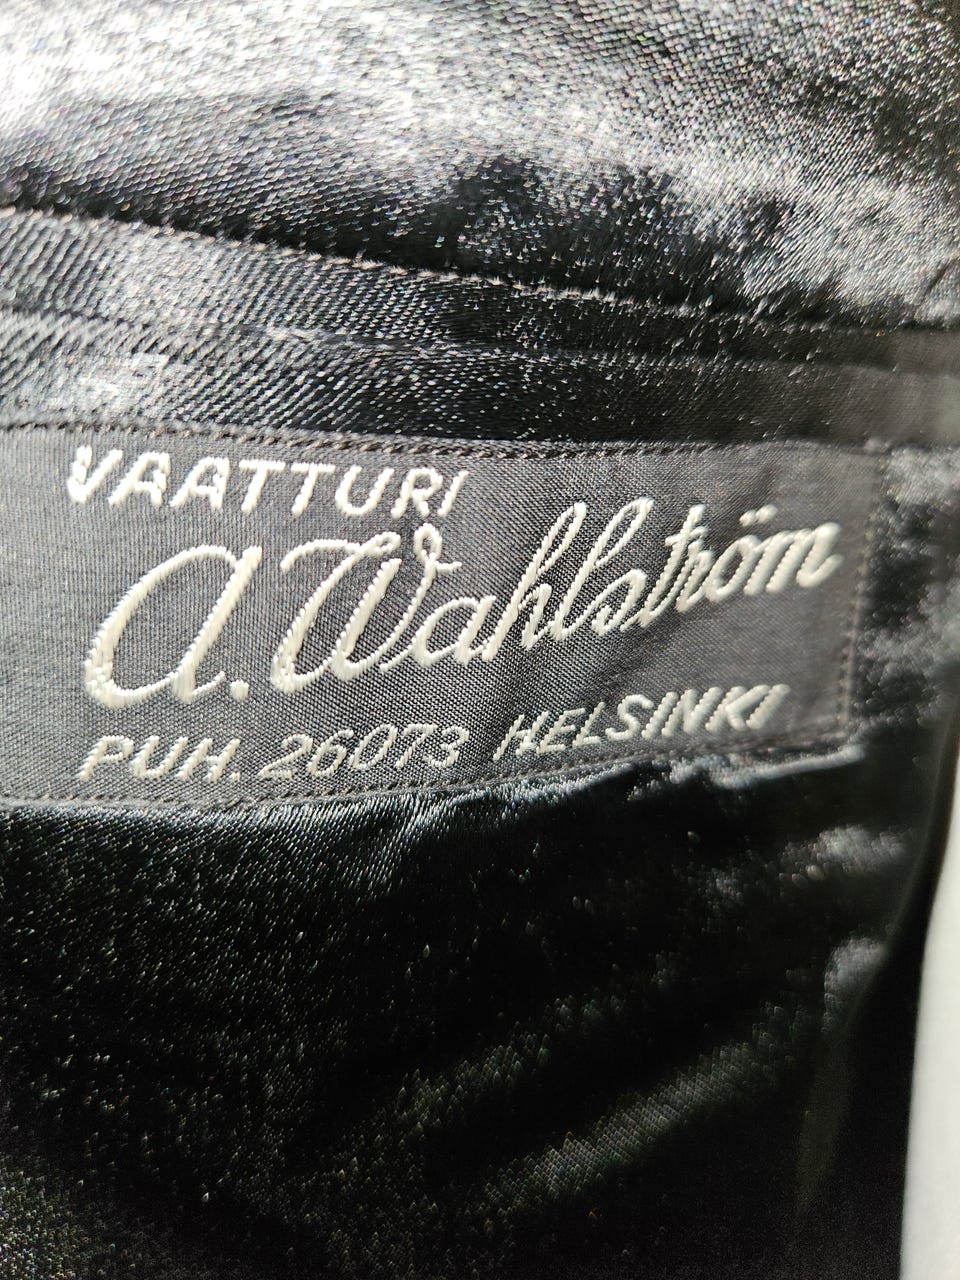 VAATTURI
A. Wahlström
PUH. 26073 HELSINKI